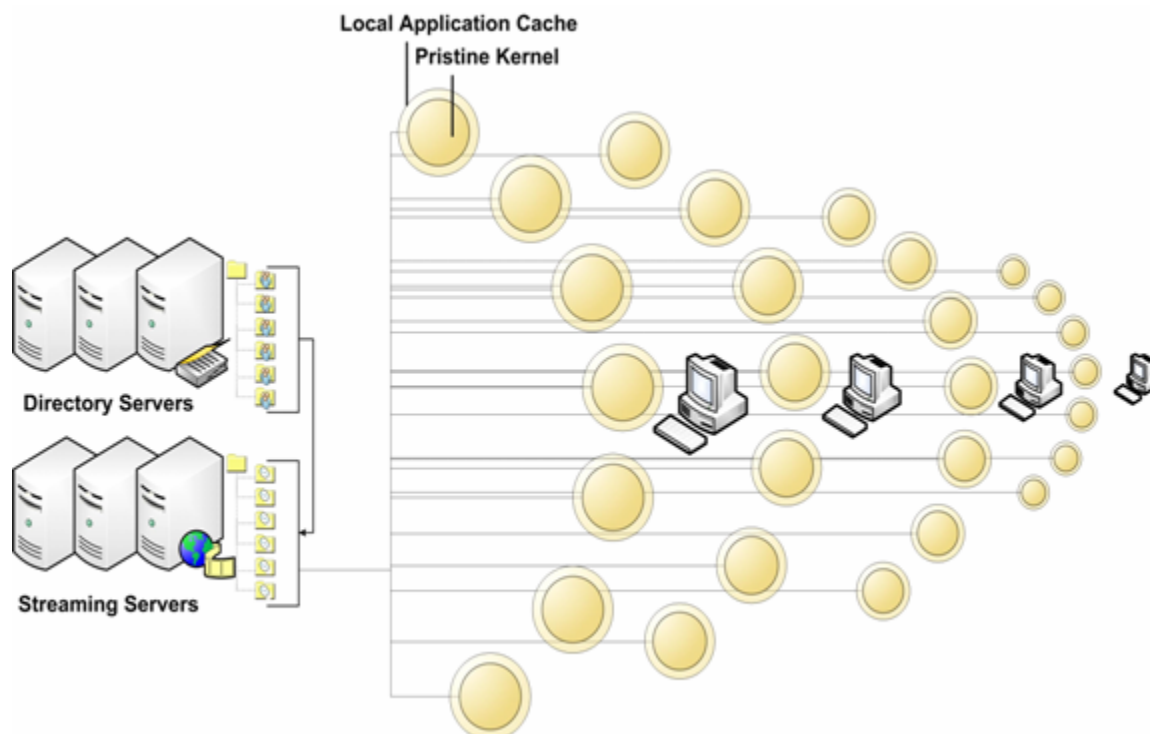 Local Application Cache
Pristine Kernel
Directory Servers
Streaming Servers